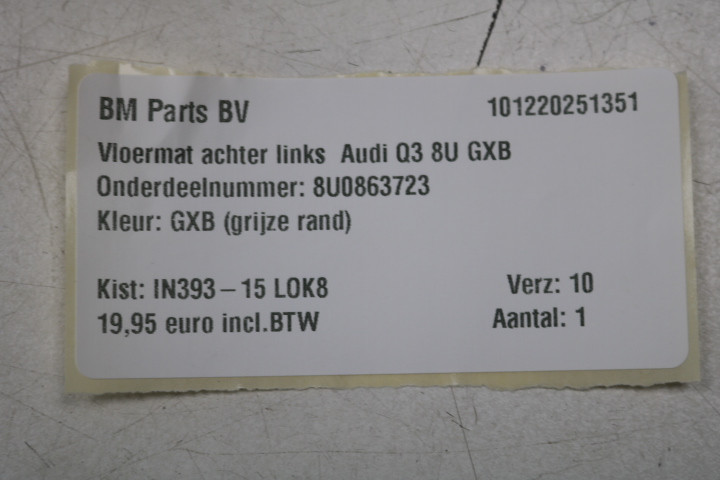 BM Parts BV 101220251351
Vloermat achter links Audi Q3 8U GXB
Onderdeelnummer: 8U0863723
Kleur: GXB (grijze rand)
Kist: IN393-15 LOK8 Verz: 10
19,95 euro incl.BTW Aantal: 1